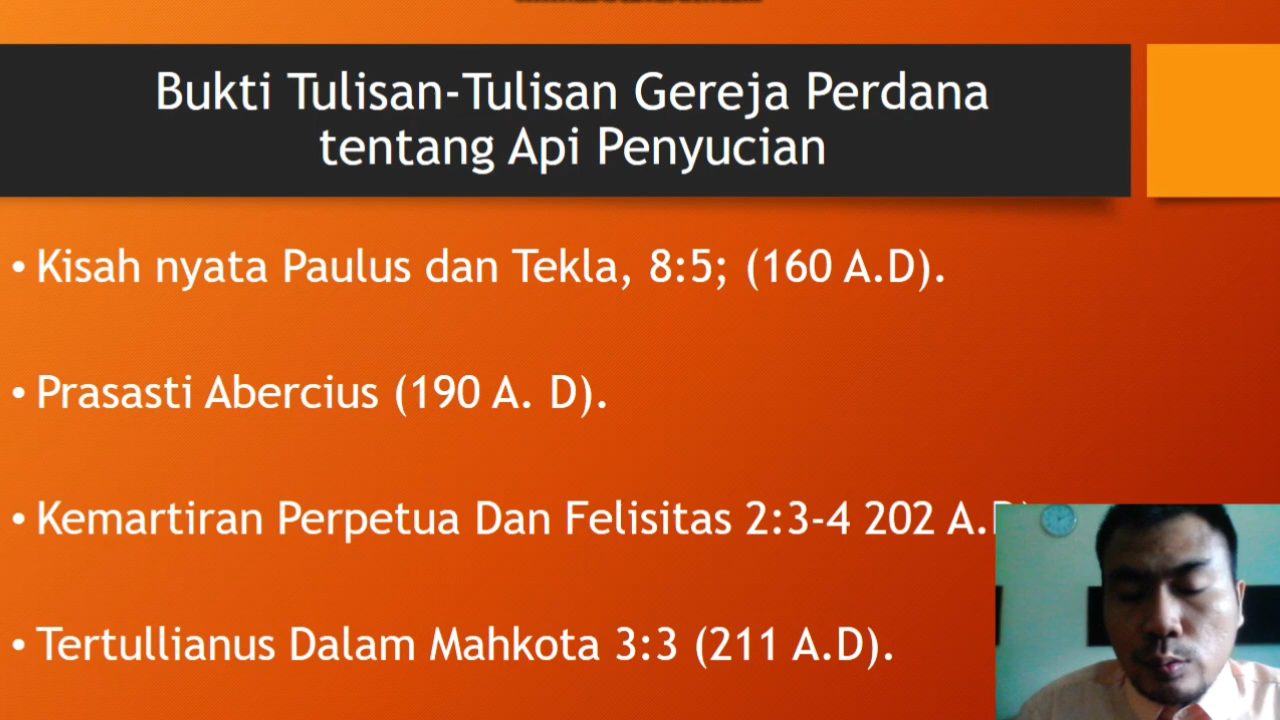 Bukti Tulisan-Tulisan Gereja Perdana
tentang Api Penyucian
• Kisah nyata Paulus dan Tekla, 8:5; (160 A.D).
• Prasasti Abercius (190 A. D).
• Kemartiran Perpetua Dan Felisitas 2:3-4 202 A.D)
• Tertullianus Dalam Mahkota 3:3 (211 A.D).